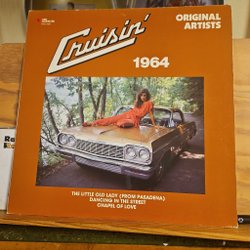 Cruisin'
ORIGINAL
ARTISTS
1964
THE LITTLE OLD LADY (FROM PASADENA)
DANCING IN THE STREET
CHAPEL OF LOVE